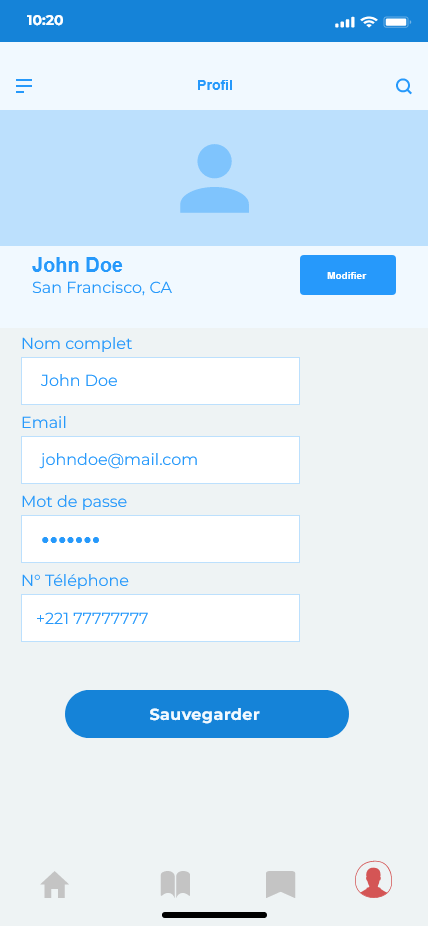 10:20
Profil
John Doe
San Francisco, CA
Modifier
Nom complet
John Doe
Email
johndoe@mail.com
Mot de passe
•••••••
N° Téléphone
+221 77777777
Sauvegarder